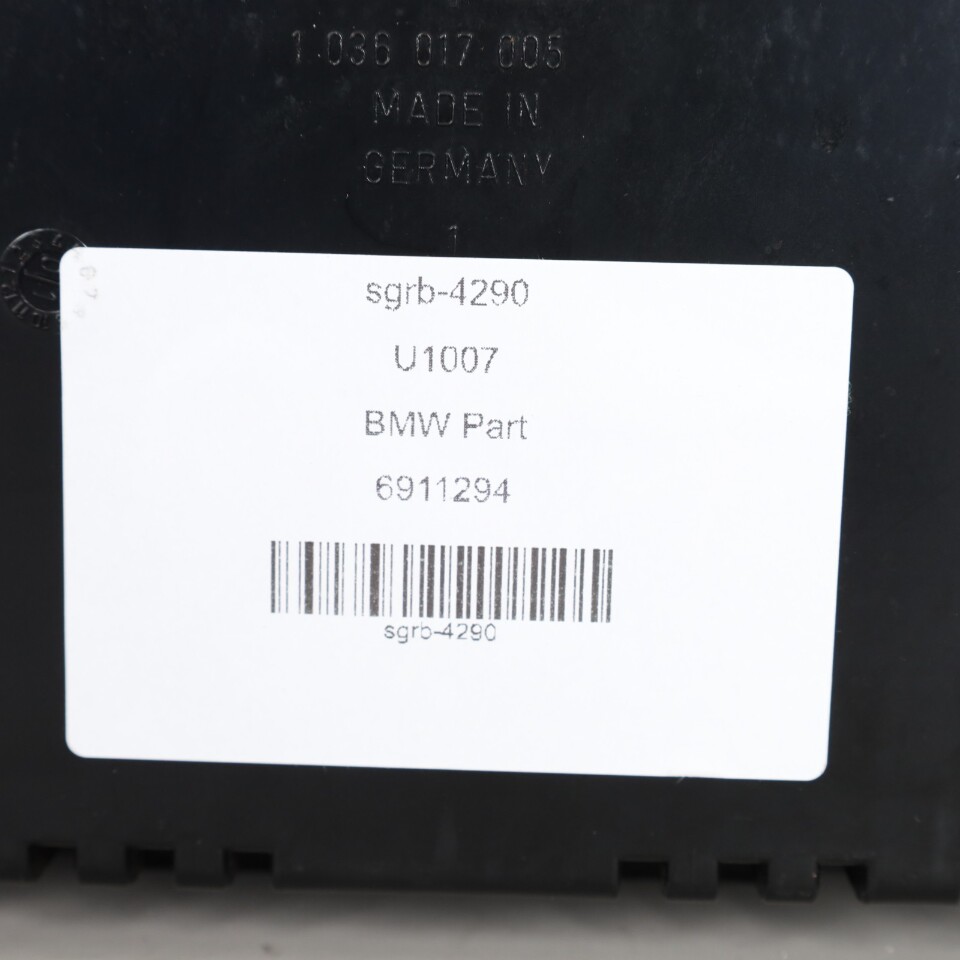 1 036 017 005
MADE IN
GERMANY
1
sgrb-4290
U1007
BMW Part
6911294
sgrb-4290